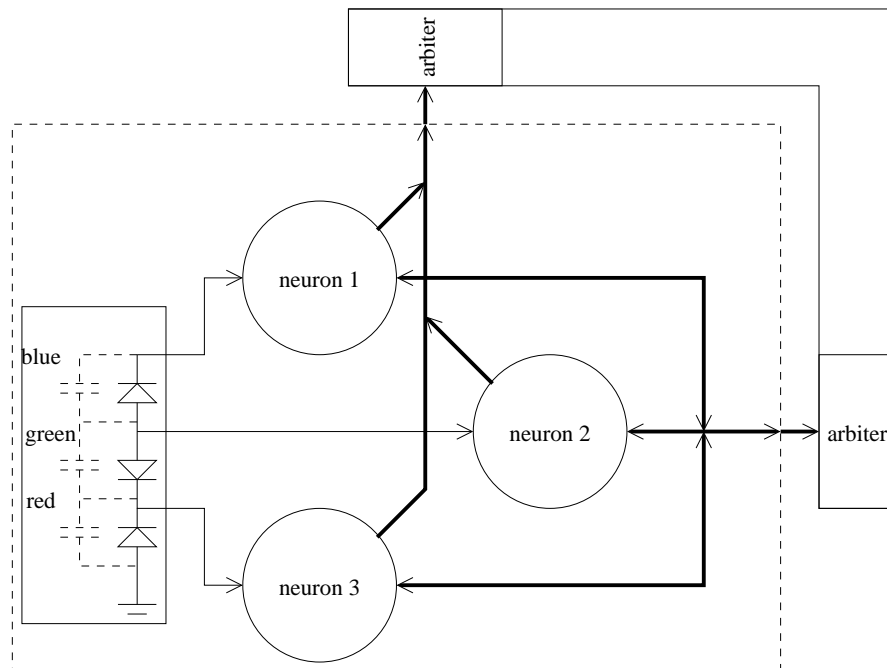 arbiter
neuron 1
blue
green
neuron 2
arbiter
red
neuron 3